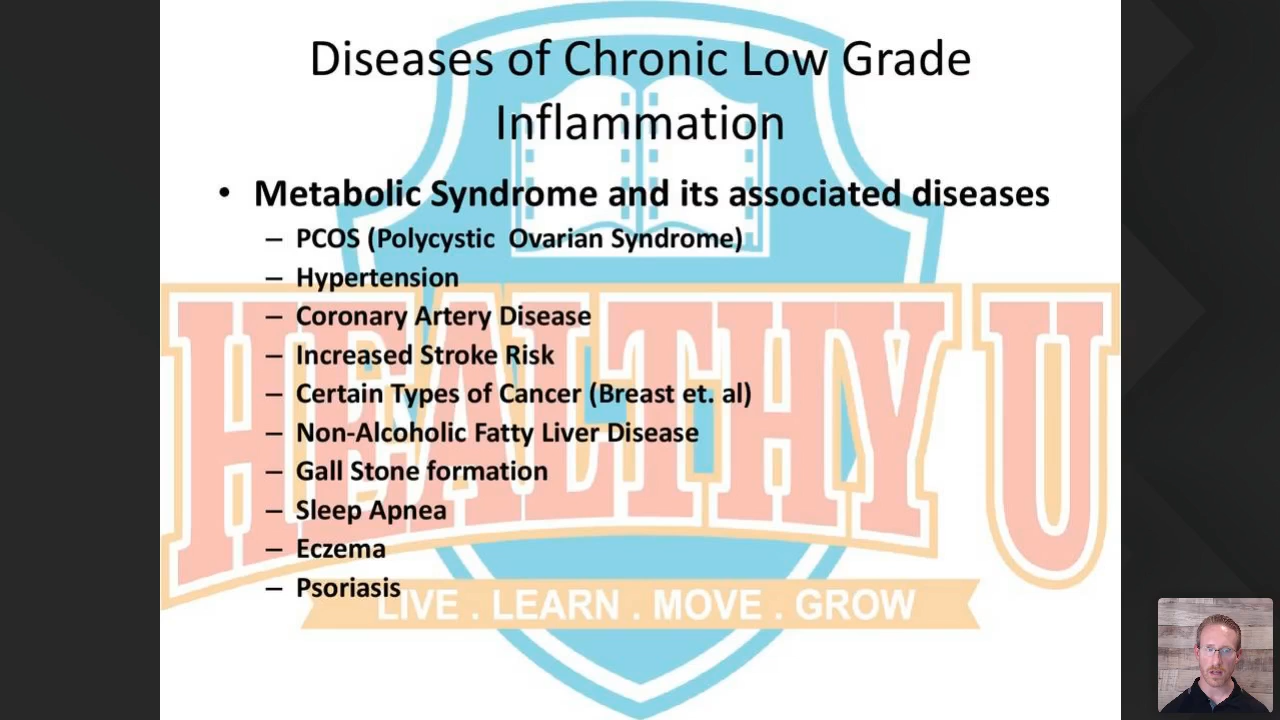 Diseases of Chronic Low Grade
Inflammation
• Metabolic Syndrome and its associated diseases
– PCOS (Polycystic Ovarian Syndrome)
– Hypertension
– Coronary Artery Disease
– Increased Stroke Risk
– Certain Types of Cancer (Breast et. al)
– Non-Alcoholic Fatty Liver Disease
– Gall Stone formation
– Sleep Apnea
– Eczema
– Psoriasis
HEALTHY U
LIVE . LEARN . MOVE . GROW